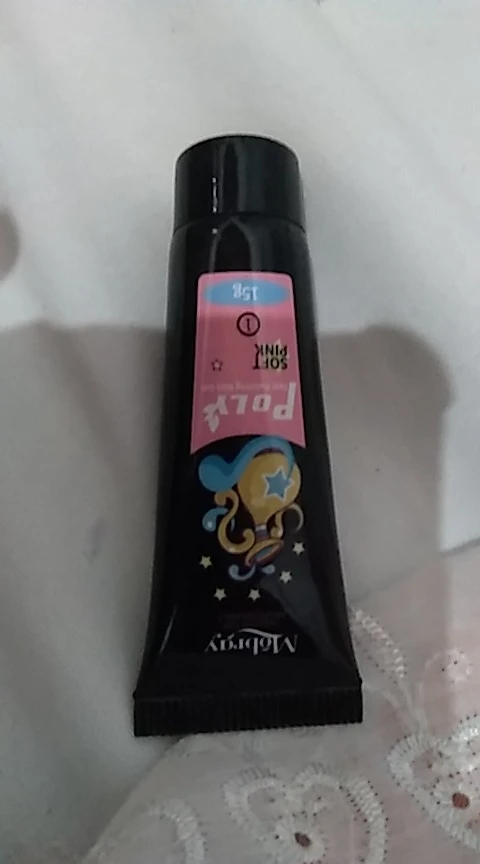 Mobray
POLY
SOFT
PINK
1
15g